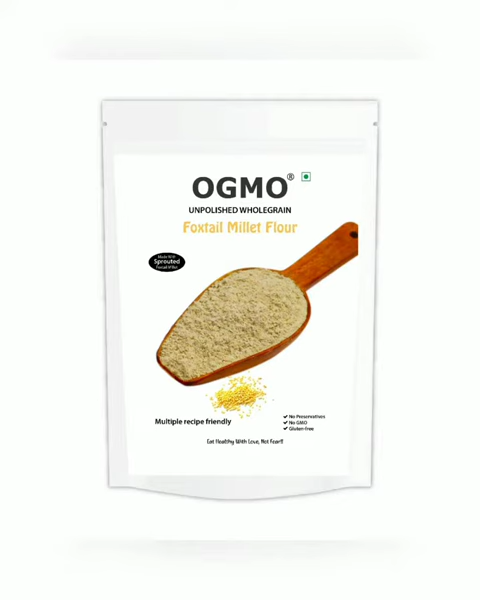 OGMO®
UNPOLISHED WHOLEGRAIN
Foxtail Millet Flour
Made With
Sprouted
Foxtail Millet
Multiple recipe friendly
No Preservatives
No GMO
Gluten-free
Eat Healthy With Love, Not Fear!!